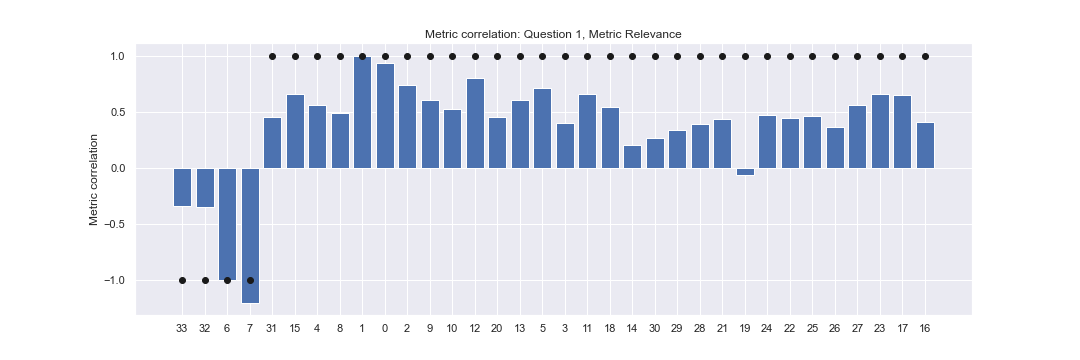 Metric correlation: Question 1, Metric Relevance
Metric correlation
1.0
0.5
0.0
−0.5
−1.0
33 32 6 7 31 15 4 8 1 0 2 9 10 12 20 13 5 3 11 18 14 30 29 28 21 19 24 22 25 26 27 23 17 16